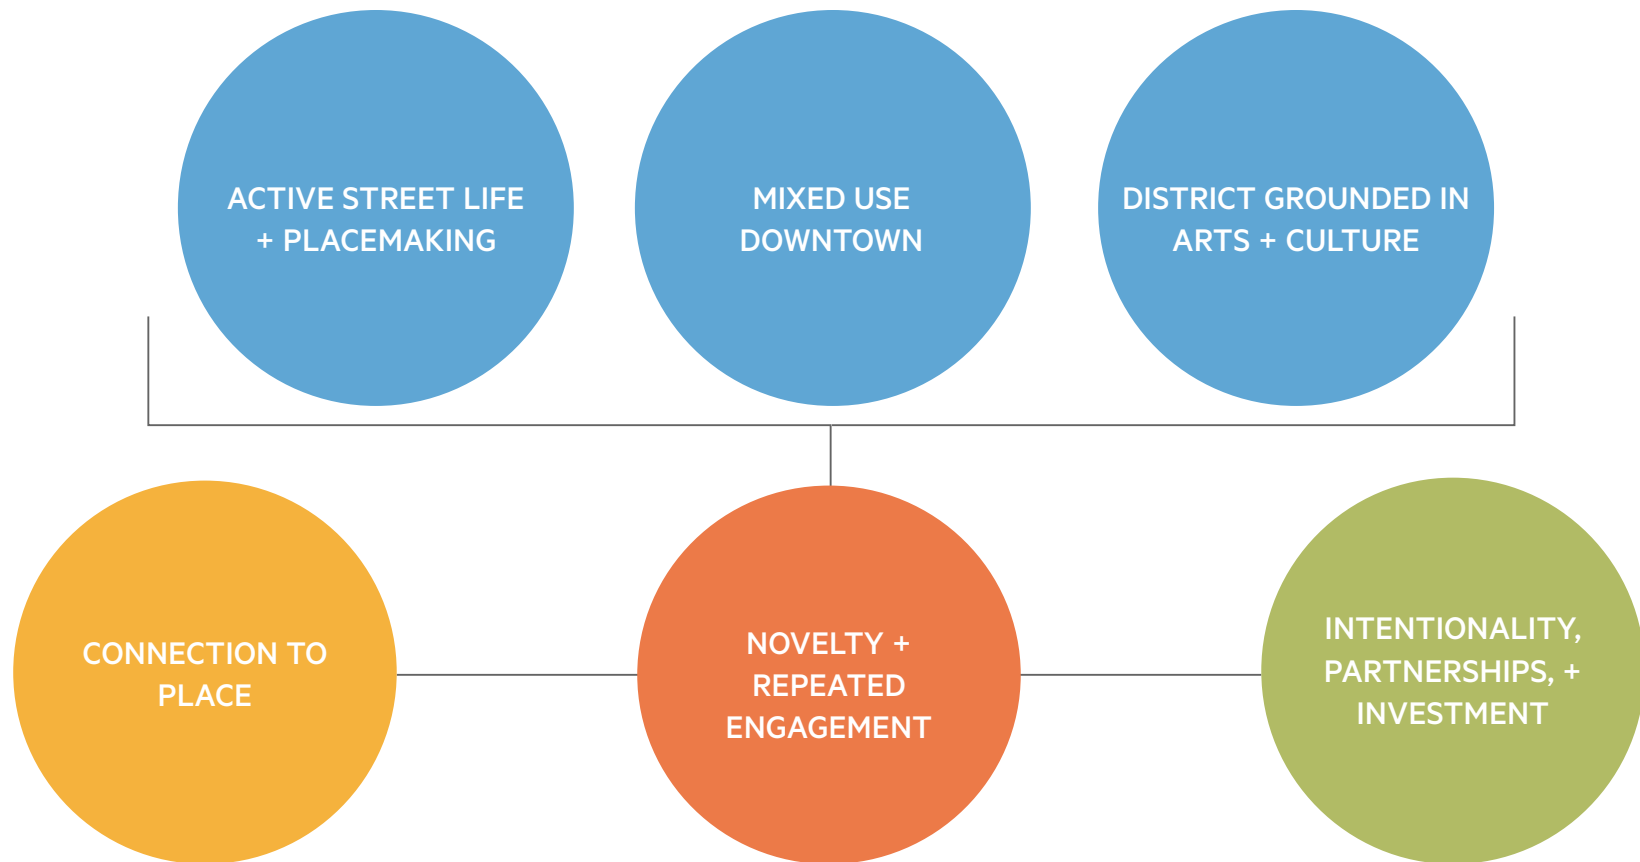 ACTIVE STREET LIFE
+ PLACEMAKING
MIXED USE
DOWNTOWN
DISTRICT GROUNDED IN
ARTS + CULTURE
CONNECTION TO
PLACE
NOVELTY +
REPEATED
ENGAGEMENT
INTENTIONALITY,
PARTNERSHIPS, +
INVESTMENT